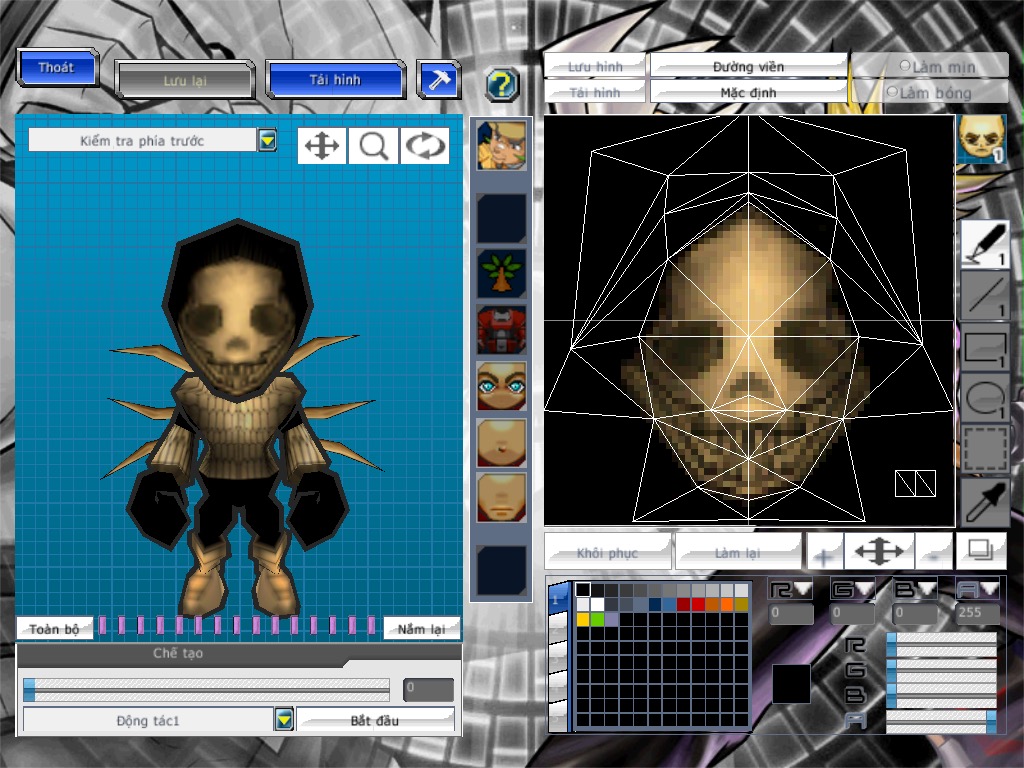 Thoát
Lưu lại
Tải hình
?
Lưu hình
Đường viền
Làm mịn
Tải hình
Mặc định
Làm bóng
Kiểm tra phía trước
1
1
1
1
1
Khôi phục
Làm lại
+
-
R G B A
0 0 0 255
R
G
B
A
Toàn bộ
Nắm lại
Chế tạo
0
Động tác1
Bắt đầu